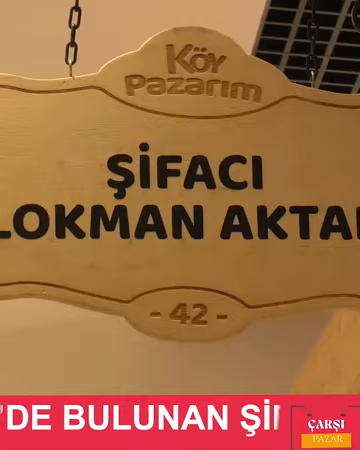 Köy
Pazarım
ŞİFACI
LOKMAN AKTA
- 42 -
'DE BULUNAN Şİ
ÇARŞI
PAZAR